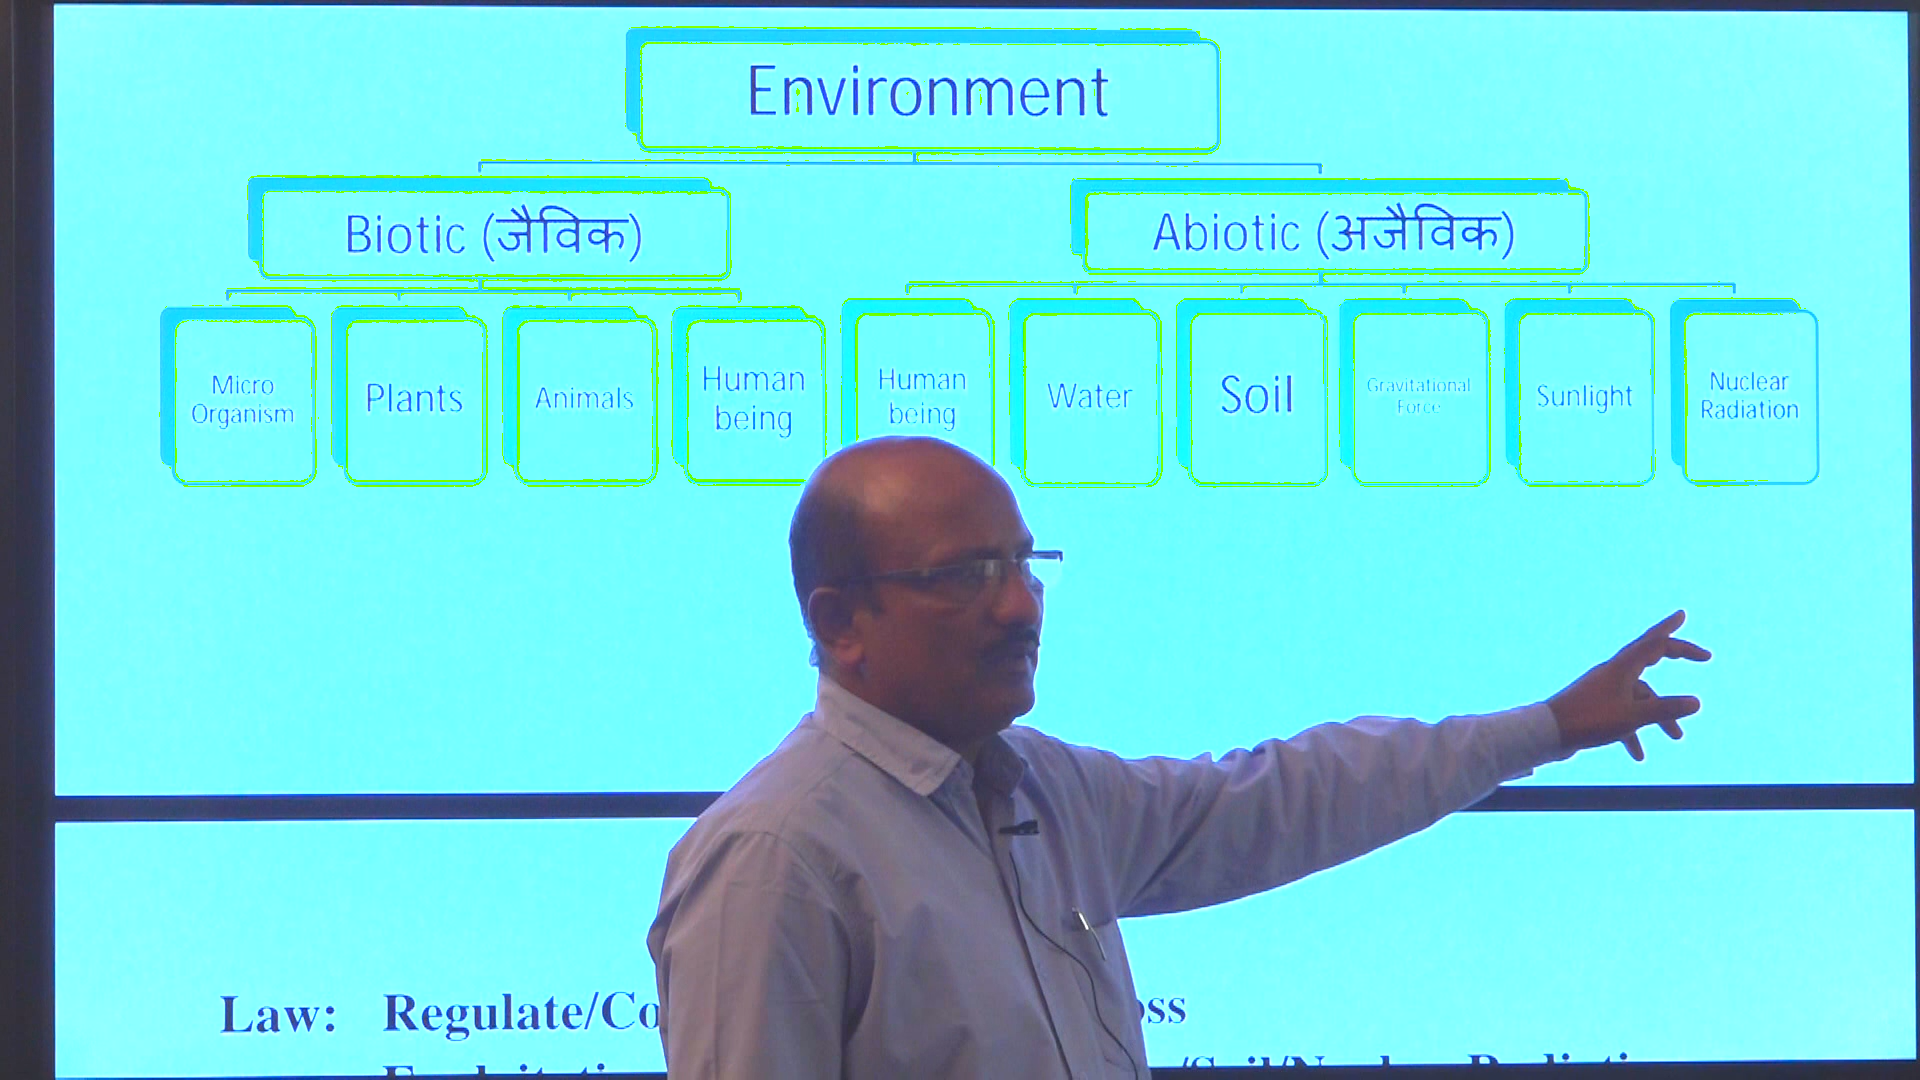 Environment
Biotic (जैविक)
Abiotic (अजैविक)
Micro
Organism
Plants
Animals
Human
being
Human
being
Water
Soil
Gravitational
Force
Sunlight
Nuclear
Radiation
Law: Regulate/Co
oss